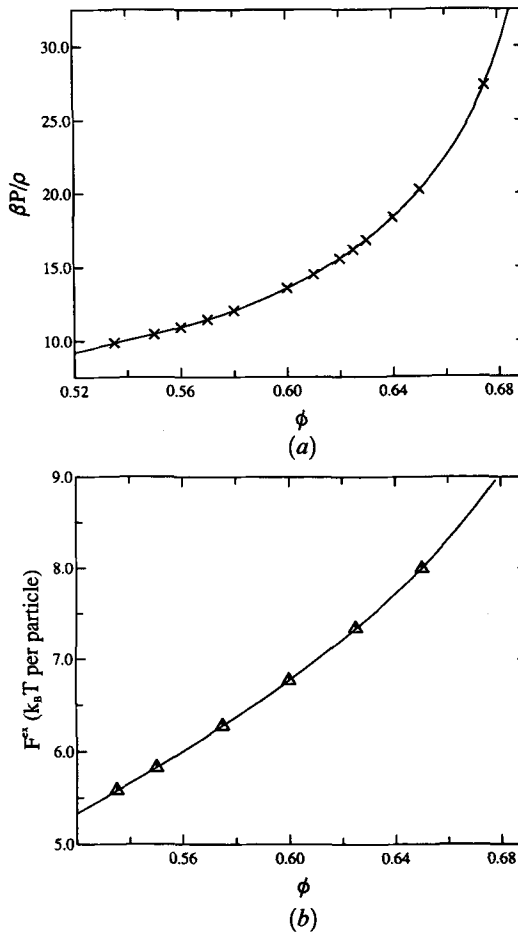 30.0
25.0
20.0
15.0
10.0
βP/ρ
0.52 0.56 0.60 0.64 0.68
ϕ
(a)
9.0
8.0
7.0
6.0
5.0
F^ex (k_BT per particle)
0.56 0.60 0.64 0.68
ϕ
(b)